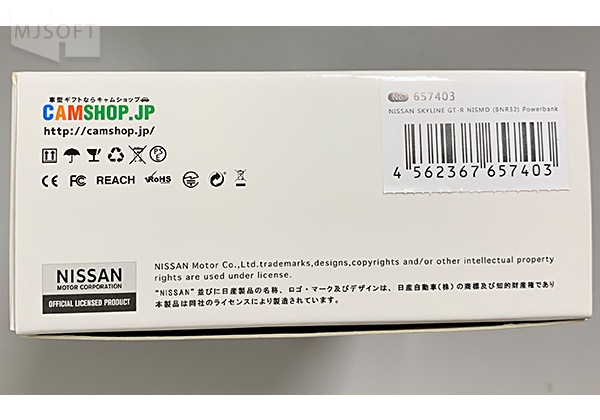 MJSOFT
車型ギフトならキャムショップ
CAMSHOP.JP
http://camshop.jp/
CE FC REACH RoHS
No. 657403
NISSAN SKYLINE GT-R NISMO (BNR32) Powerbank
4 562367 657403
NISSAN
MOTOR CORPORATION
OFFICIAL LICENSED PRODUCT
NISSAN Motor Co.,Ltd.trademarks,designs,copyrights and/or other intellectual property
rights are used under license.
“NISSAN” 並びに日産製品の名称、ロゴ・マーク及びデザインは、日産自動車(株) の商標及び知的財産権であり
本製品は同社のライセンスにより製造されています。